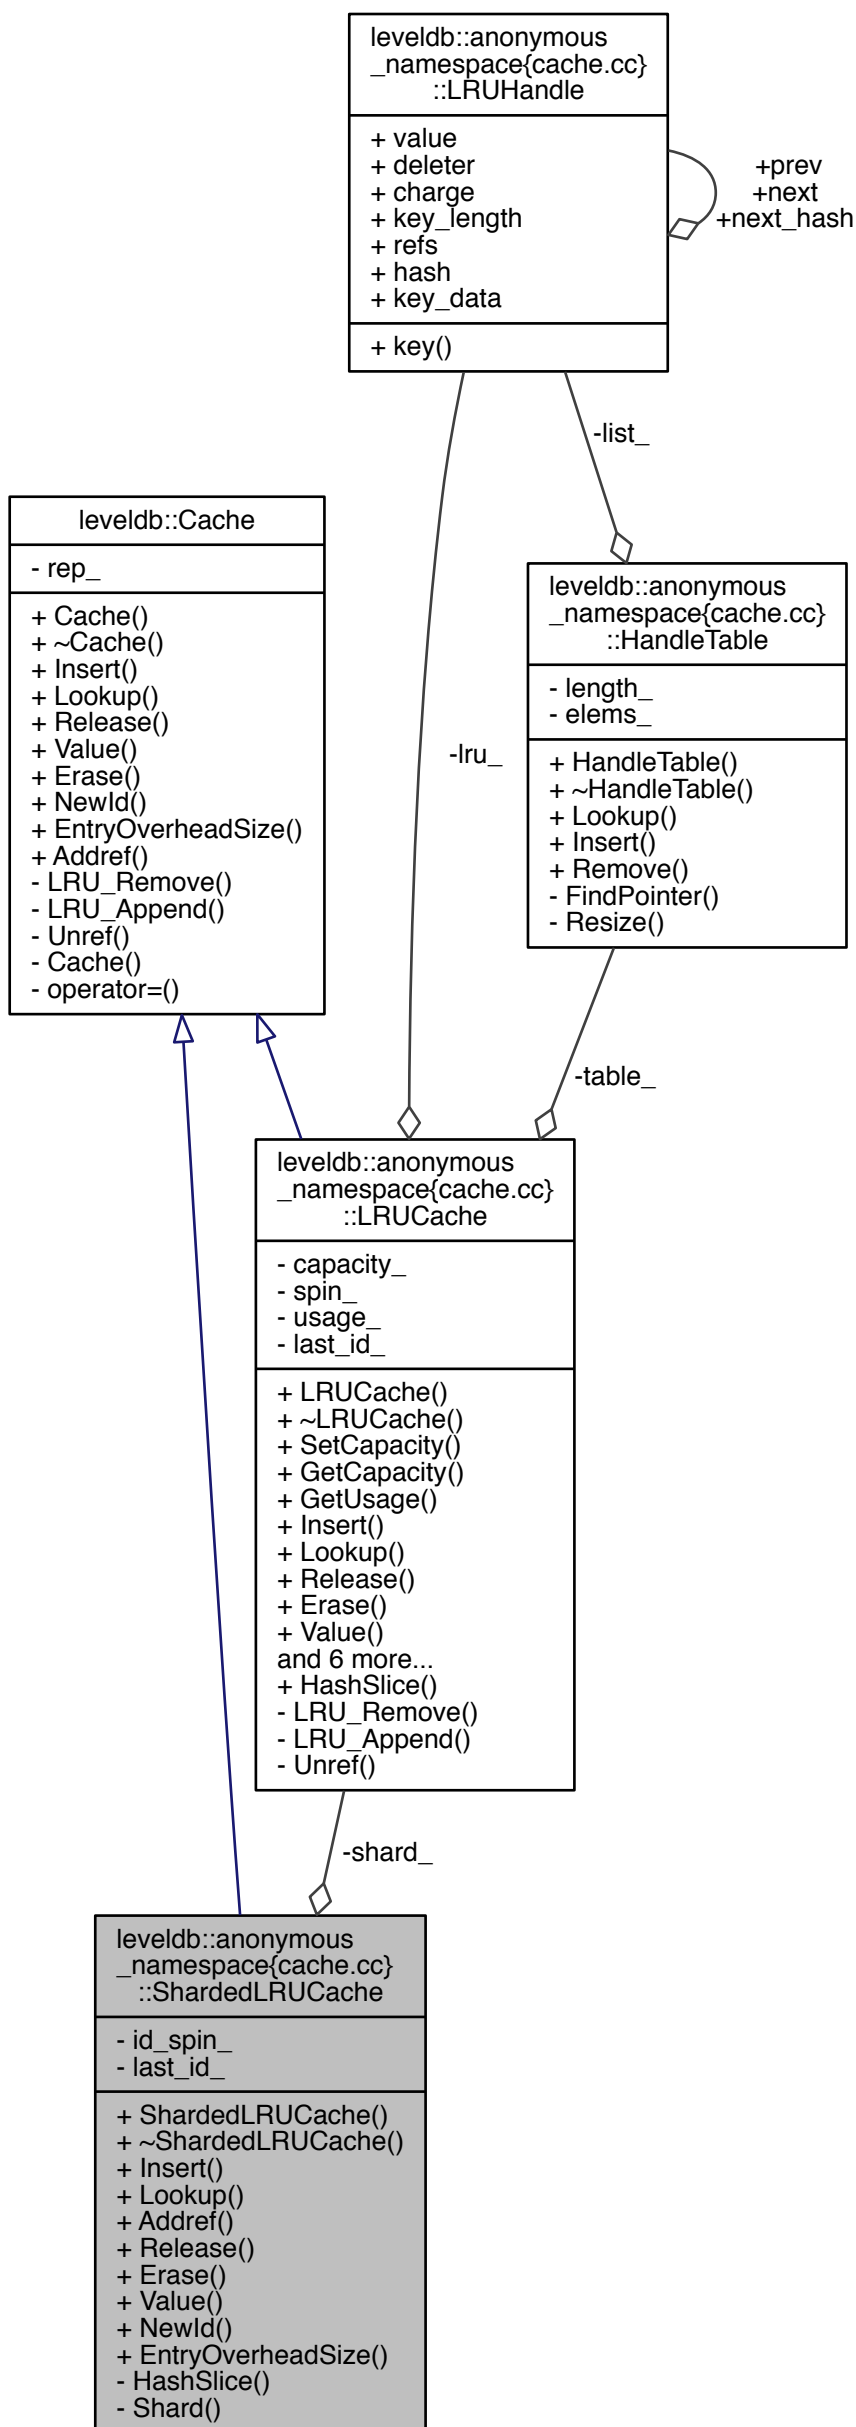 leveldb::anonymous
_namespace{cache.cc}
::LRUHandle
+ value
+ deleter
+ charge
+ key_length
+ refs
+ hash
+ key_data
+ key()
+prev
+next
+next_hash
-list_
leveldb::Cache
- rep_
+ Cache()
+ ~Cache()
+ Insert()
+ Lookup()
+ Release()
+ Value()
+ Erase()
+ NewId()
+ EntryOverheadSize()
+ Addref()
- LRU_Remove()
- LRU_Append()
- Unref()
- Cache()
- operator=()
-lru_
leveldb::anonymous
_namespace{cache.cc}
::HandleTable
- length_
- elems_
+ HandleTable()
+ ~HandleTable()
+ Lookup()
+ Insert()
+ Remove()
- FindPointer()
- Resize()
-table_
leveldb::anonymous
_namespace{cache.cc}
::LRUCache
- capacity_
- spin_
- usage_
- last_id_
+ LRUCache()
+ ~LRUCache()
+ SetCapacity()
+ GetCapacity()
+ GetUsage()
+ Insert()
+ Lookup()
+ Release()
+ Erase()
+ Value()
and 6 more...
+ HashSlice()
- LRU_Remove()
- LRU_Append()
- Unref()
-shard_
leveldb::anonymous
_namespace{cache.cc}
::ShardedLRUCache
- id_spin_
- last_id_
+ ShardedLRUCache()
+ ~ShardedLRUCache()
+ Insert()
+ Lookup()
+ Addref()
+ Release()
+ Erase()
+ Value()
+ NewId()
+ EntryOverheadSize()
- HashSlice()
- Shard()